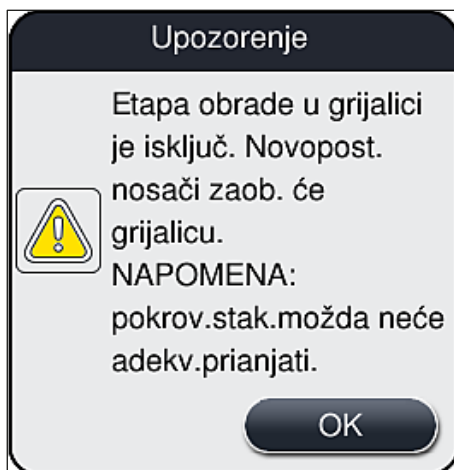 Upozorenje
Etapa obrade u grijalici
je isključ. Novopost.
nosači zaob. će
grijalicu.
NAPOMENA:
pokrov.stak.možda neće
adekv.prianjati.
OK